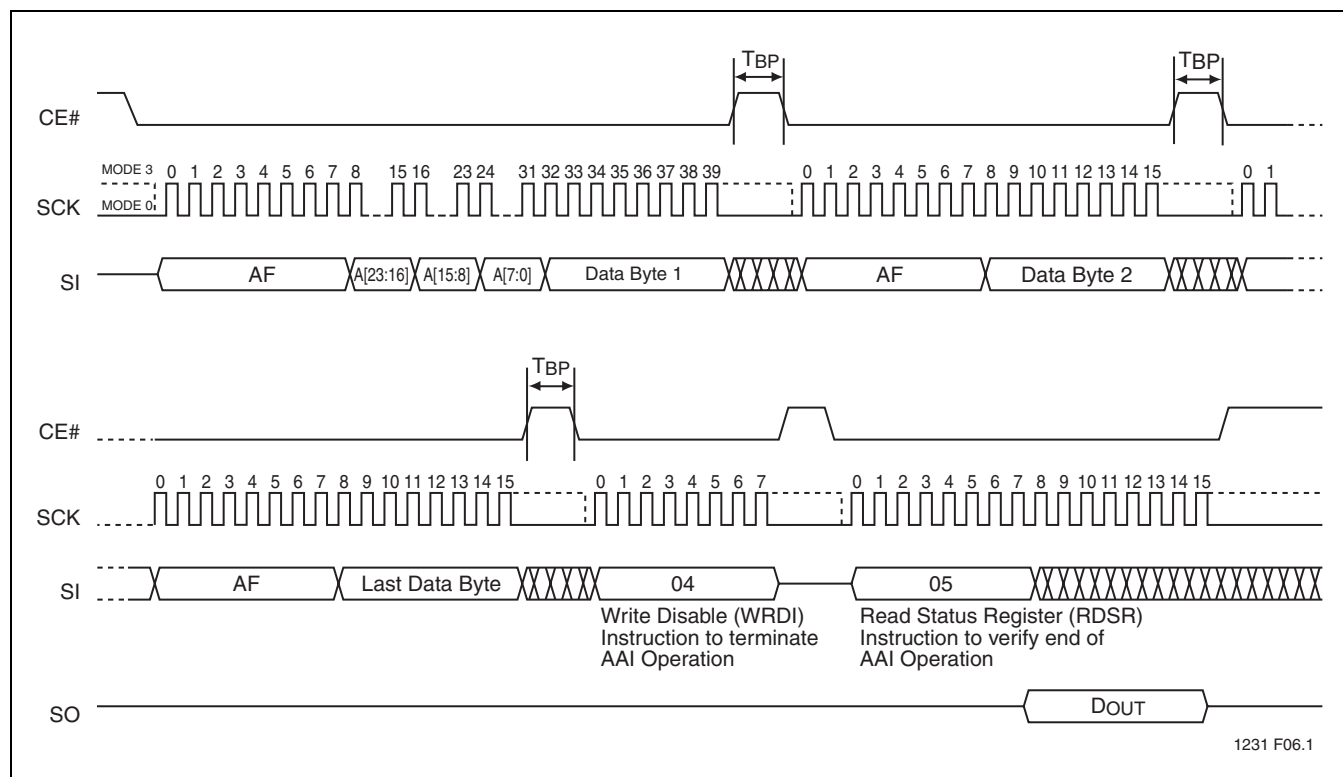 TBP TBP
CE#
MODE 3 0 1 2 3 4 5 6 7 8 15 16 23 24 31 32 33 34 35 36 37 38 39 0 1 2 3 4 5 6 7 8 9 10 11 12 13 14 15 0 1
SCK MODE 0
SI AF A[23:16] A[15:8] A[7:0] Data Byte 1 AF Data Byte 2
TBP
CE#
0 1 2 3 4 5 6 7 8 9 10 11 12 13 14 15 0 1 2 3 4 5 6 7 0 1 2 3 4 5 6 7 8 9 10 11 12 13 14 15
SCK
SI AF Last Data Byte 04 05
Write Disable (WRDI)
Instruction to terminate
AAI Operation
Read Status Register (RDSR)
Instruction to verify end of
AAI Operation
SO DOUT
1231 F06.1